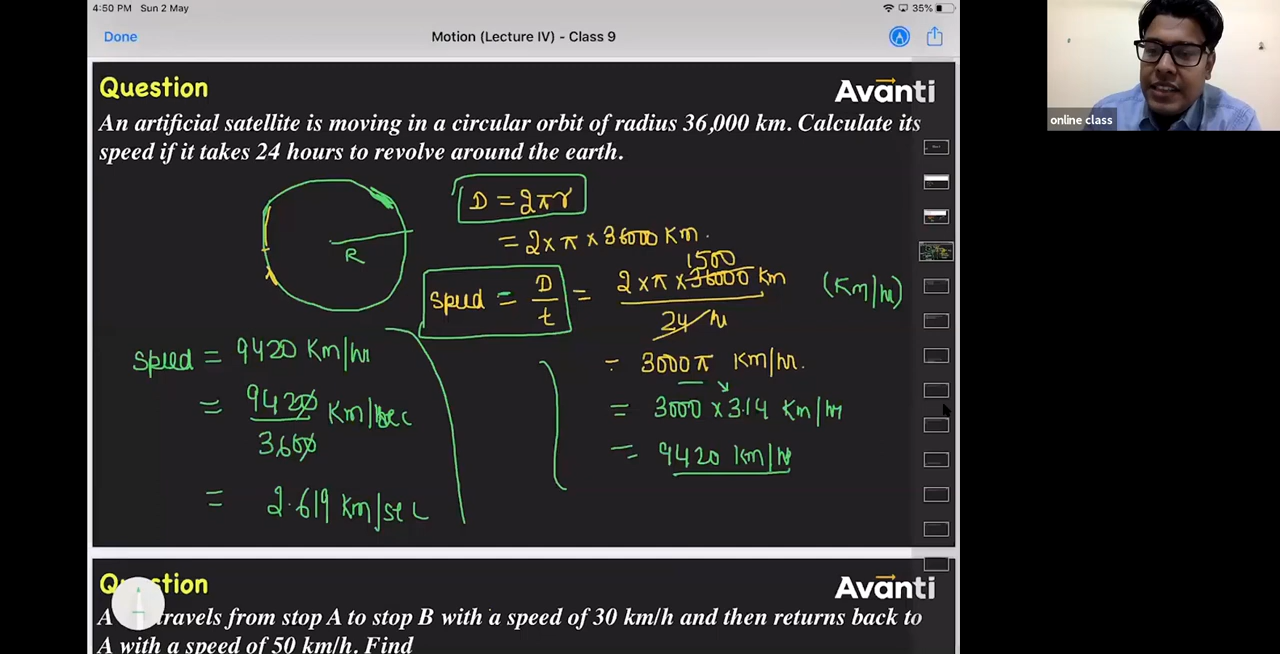 4:50 PM Sun 2 May
35%
Done
Motion (Lecture IV) - Class 9
online class
Question
Avanti
An artificial satellite is moving in a circular orbit of radius 36,000 km. Calculate its
speed if it takes 24 hours to revolve around the earth.
R
D = 2πr
= 2 × π × 36000 Km.
Speed = D/t = 2 × π × 36000 Km / 24 hr (Km/hr)
1500
= 3000π Km/hr.
= 3000 × 3.14 Km/hr
= 9420 Km/hr
Speed = 9420 Km/hr
= 9420/3600 Km/sec
= 2.619 Km/sec
Question
Avanti
A travels from stop A to stop B with a speed of 30 km/h and then returns back to
A with a speed of 50 km/h. Find